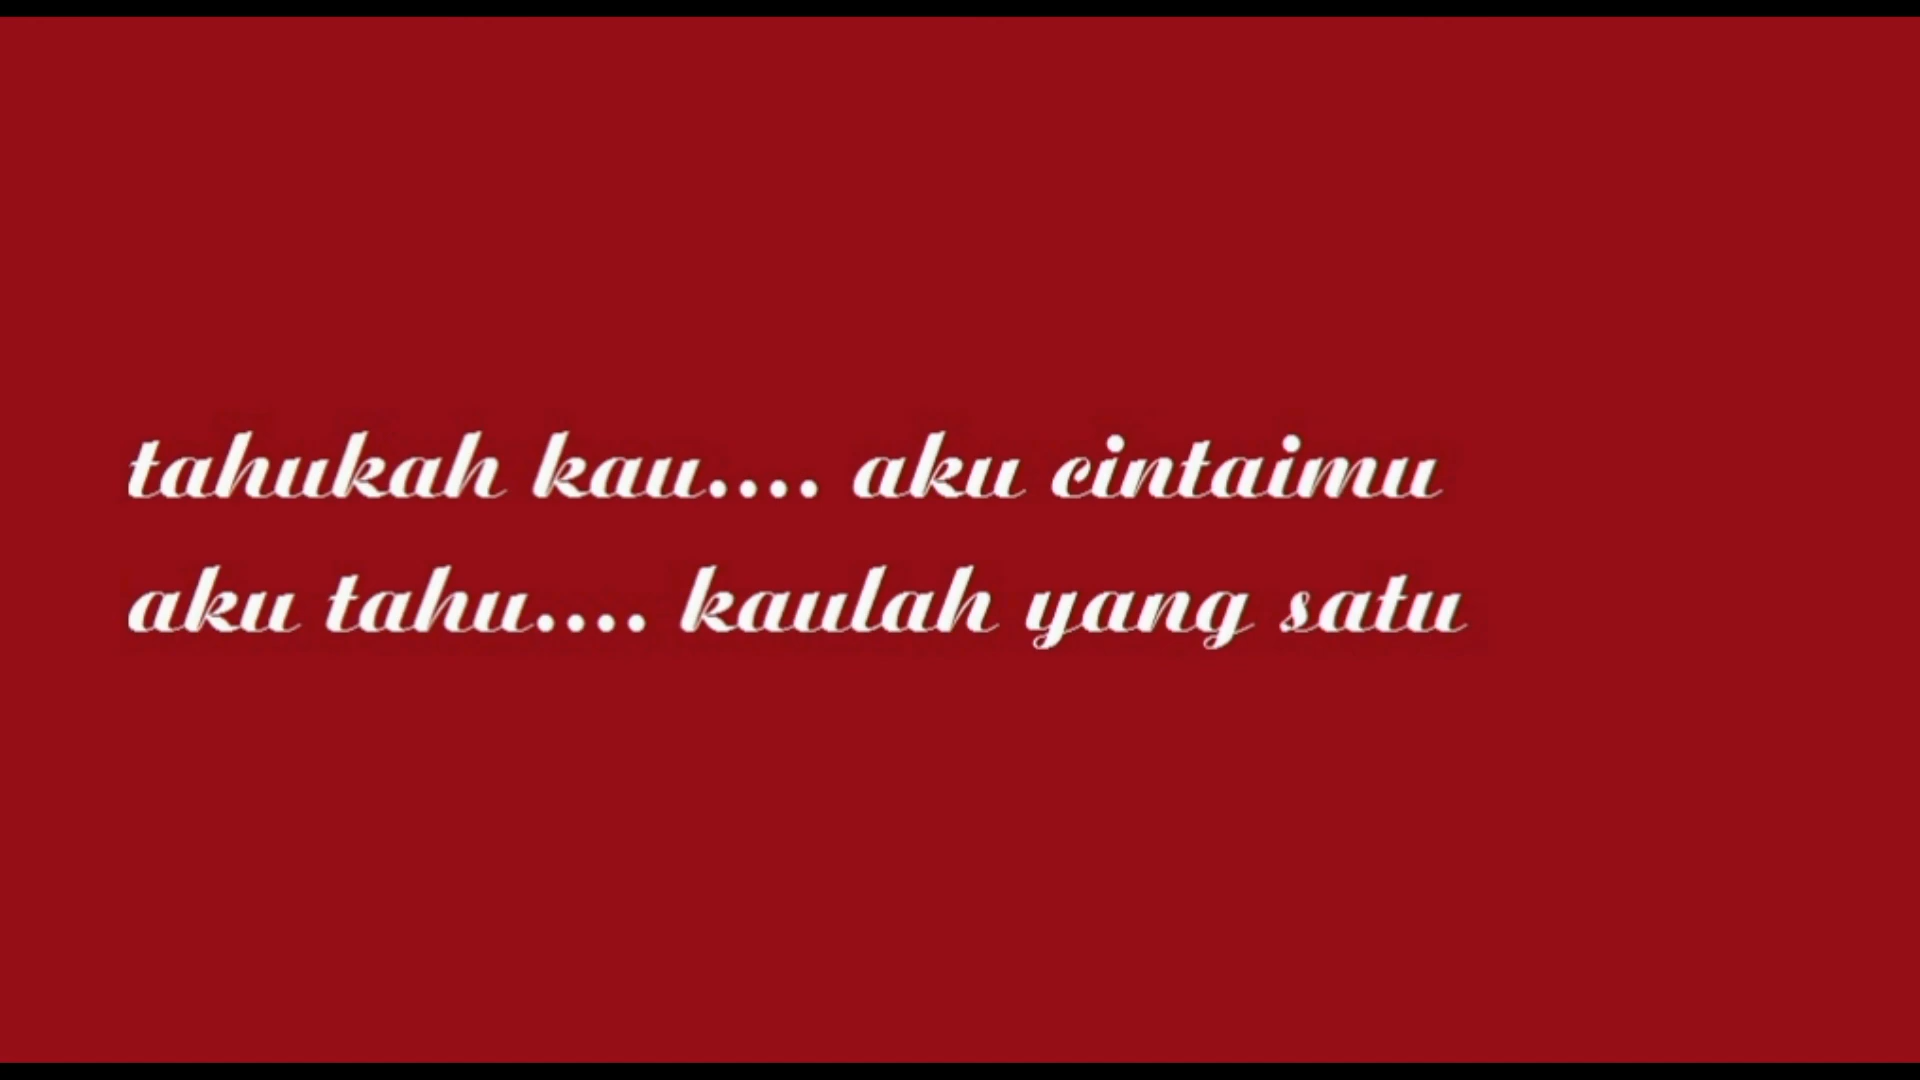 tahukah kau.... aku cintaimu
aku tahu.... kaulah yang satu